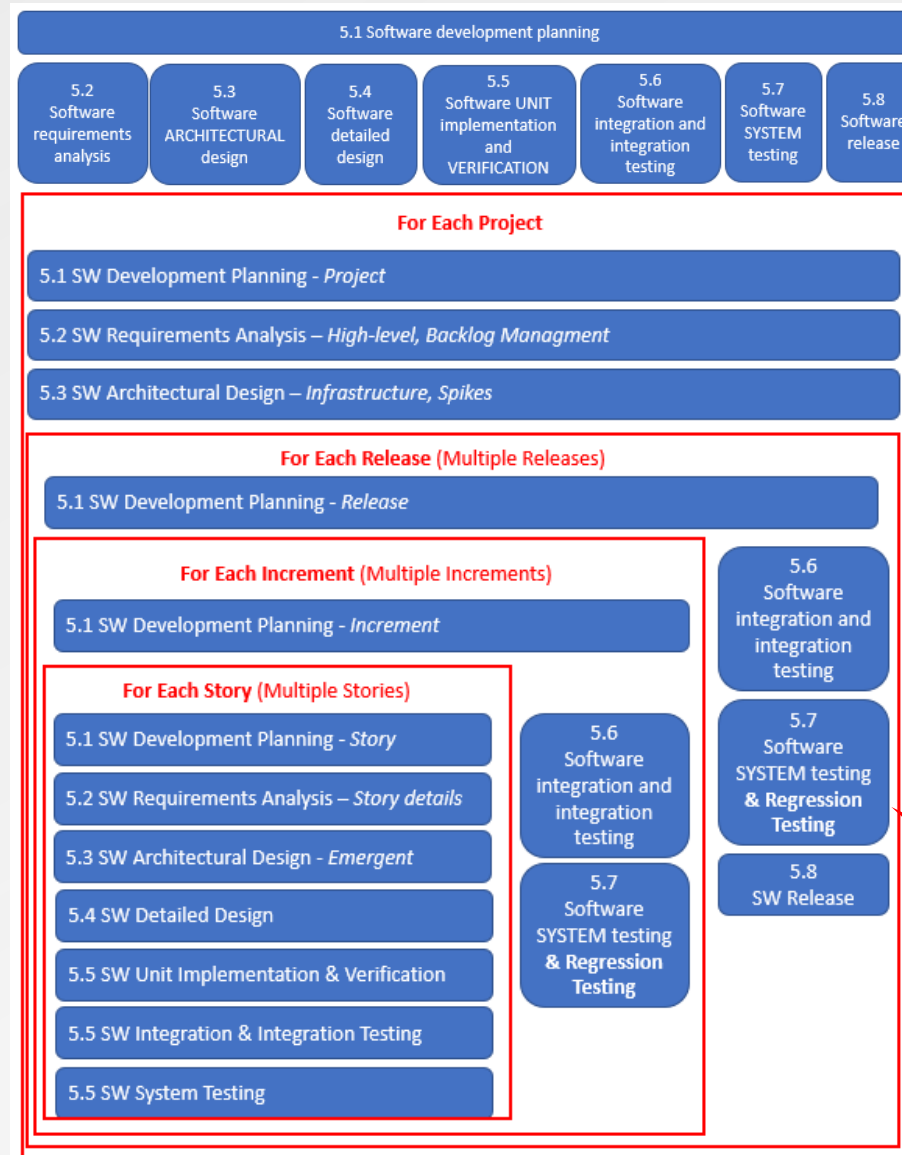 5.1 Software development planning
5.2
Software
requirements
analysis
5.3
Software
ARCHITECTURAL
design
5.4
Software
detailed
design
5.5
Software UNIT
implementation
and
VERIFICATION
5.6
Software
integration and
integration
testing
5.7
Software
SYSTEM
testing
5.8
Software
release
For Each Project
5.1 SW Development Planning - Project
5.2 SW Requirements Analysis – High-level, Backlog Managment
5.3 SW Architectural Design – Infrastructure, Spikes
For Each Release (Multiple Releases)
5.1 SW Development Planning - Release
For Each Increment (Multiple Increments)
5.1 SW Development Planning - Increment
For Each Story (Multiple Stories)
5.1 SW Development Planning - Story
5.2 SW Requirements Analysis – Story details
5.3 SW Architectural Design - Emergent
5.4 SW Detailed Design
5.5 SW Unit Implementation & Verification
5.5 SW Integration & Integration Testing
5.5 SW System Testing
5.6
Software
integration and
integration
testing
5.7
Software
SYSTEM testing
& Regression
Testing
5.6
Software
integration and
integration
testing
5.7
Software
SYSTEM testing
& Regression
Testing
5.8
SW Release